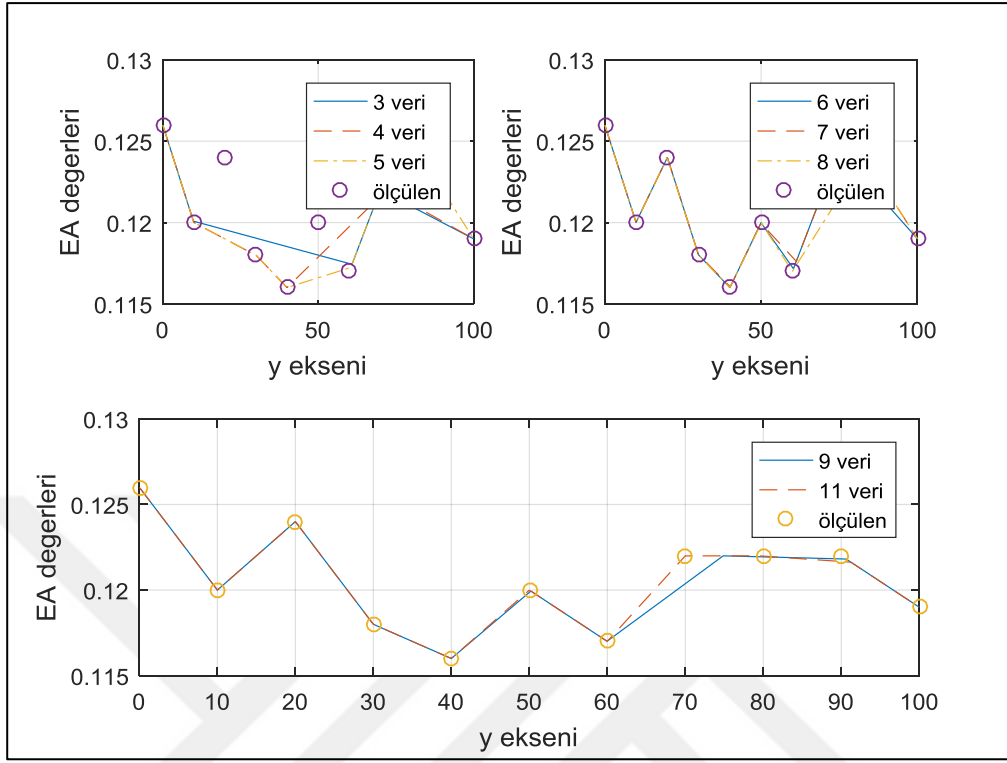 0.13
0.125
0.12
0.115
EA degerleri
0 50 100
y ekseni
3 veri
4 veri
5 veri
ölçülen
0.13
0.125
0.12
0.115
EA degerleri
0 50 100
y ekseni
6 veri
7 veri
8 veri
ölçülen
0.13
0.125
0.12
0.115
EA degerleri
0 10 20 30 40 50 60 70 80 90 100
y ekseni
9 veri
11 veri
ölçülen